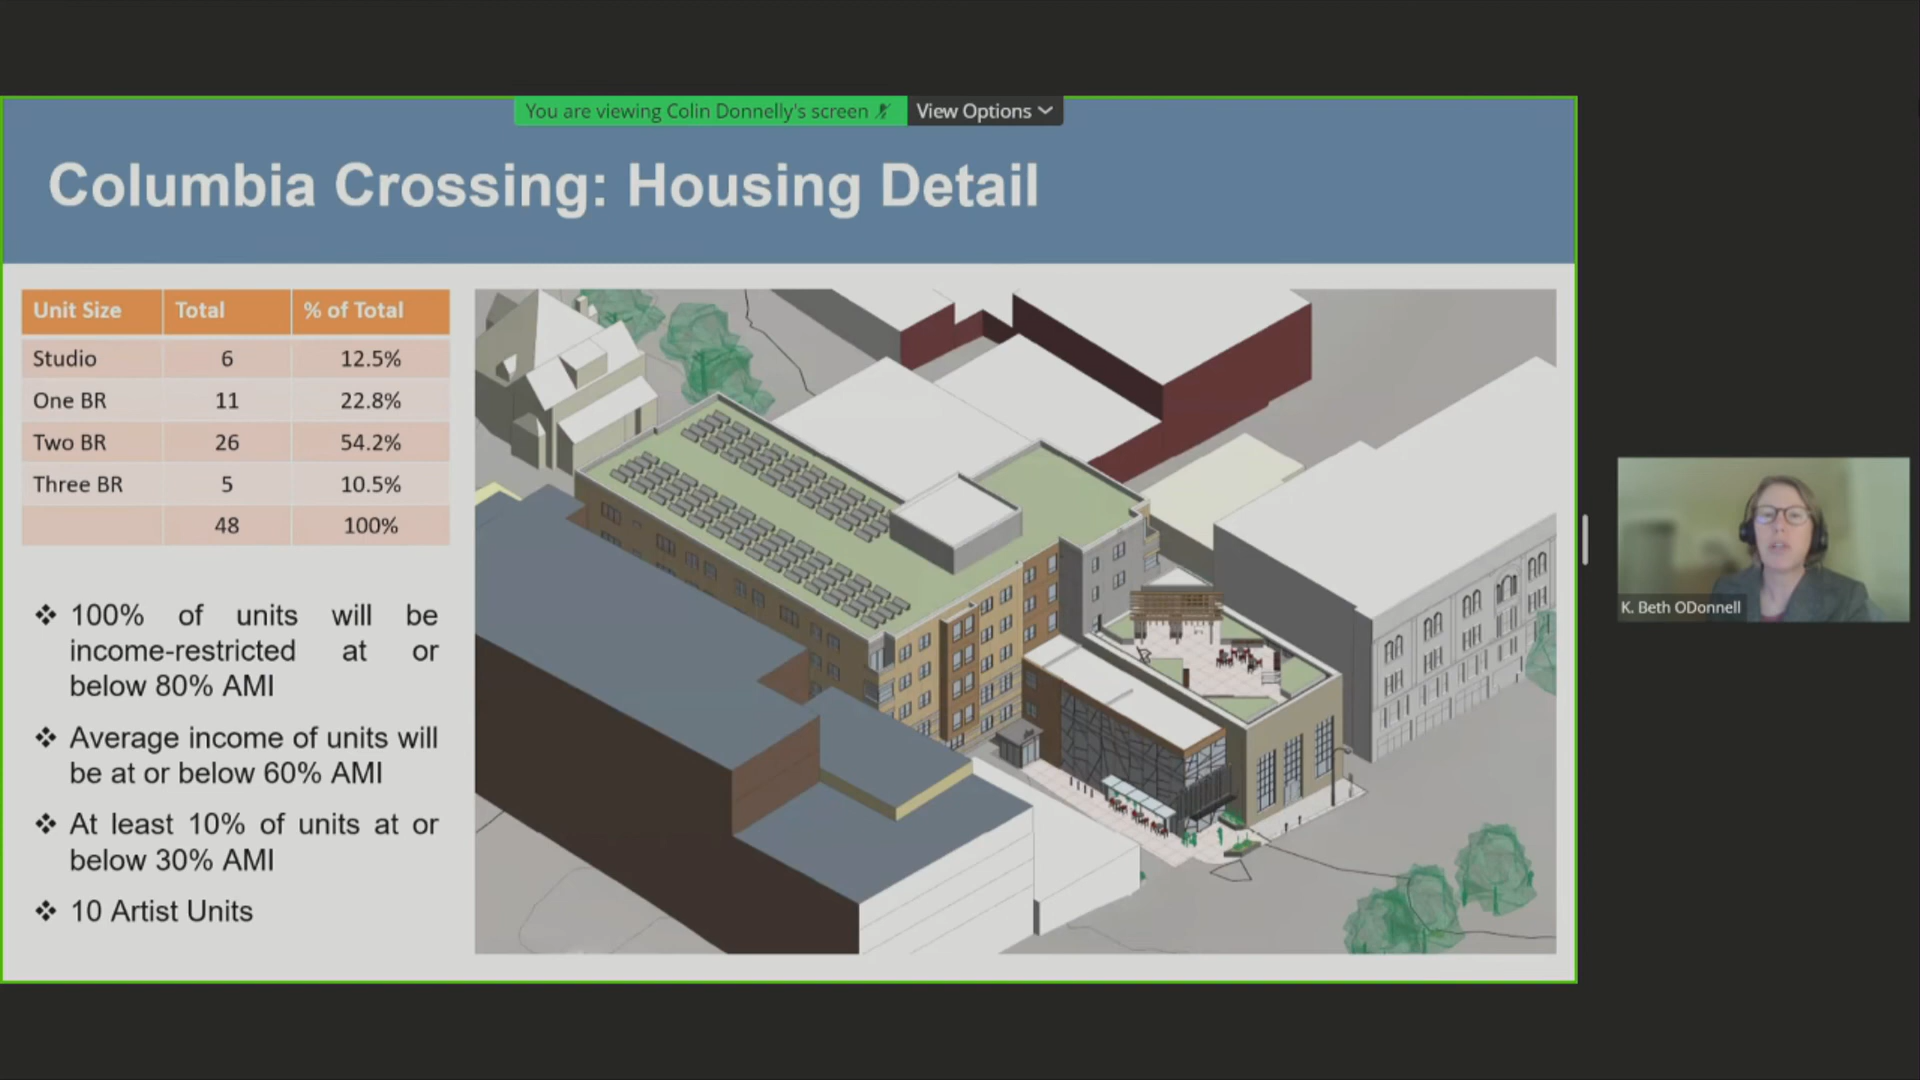 You are viewing Colin Donnelly's screen
View Options
Columbia Crossing: Housing Detail
Unit Size Total % of Total
Studio 6 12.5%
One BR 11 22.8%
Two BR 26 54.2%
Three BR 5 10.5%
48 100%
❖ 100% of units will be
income-restricted at or
below 80% AMI
❖ Average income of units will
be at or below 60% AMI
❖ At least 10% of units at or
below 30% AMI
❖ 10 Artist Units
K. Beth ODonnell